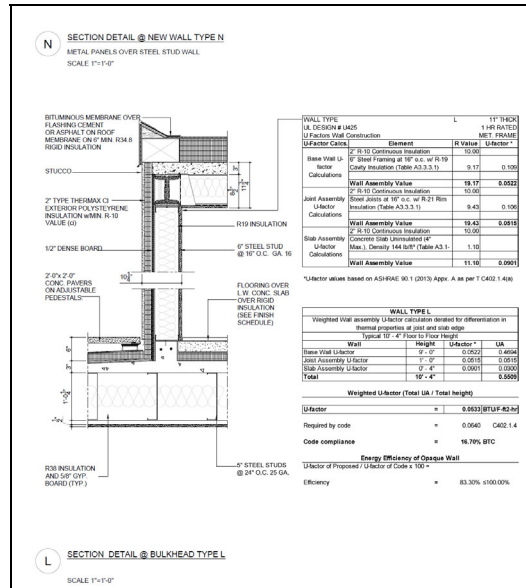 N
SECTION DETAIL @ NEW WALL TYPE N
METAL PANELS OVER STEEL STUD WALL
SCALE 1"=1'-0"
BITUMINOUS MEMBRANE OVER
FLASHING CEMENT
OR ASPHALT ON ROOF
MEMBRANE ON 6" MIN. R34.8
RIGID INSULATION
STUCCO
2" TYPE THERMAX CI
EXTERIOR POLYSTEYRENE
INSULATION w/MIN. R-10
VALUE (ci)
1/2" DENSE BOARD
2'-0"x 2'-0"
CONC. PAVERS
ON ADJUSTABLE
PEDESTALS
R38 INSULATION
AND 5/8" GYP.
BOARD (TYP.)
R19 INSULATION
6" STEEL STUD
@ 16" O.C. GA. 16
FLOORING OVER
L.W. CONC. SLAB
OVER RIGID
INSULATION
(SEE FINISH
SCHEDULE)
5" STEEL STUDS
@ 24" O.C. 25 GA.
WALL TYPE L 11" THICK
UL DESIGN # U425 1 HR RATED
U Factors Wall Construction MET. FRAME
U-Factor Calcs. Element R Value U-factor *
Base Wall U-factor Calculations
2" R-10 Continuous Insulation 10.00
6" Steel Framing at 16" o.c. w/ R-19
Cavity Insulation (Table A3.3.3.1) 9.17 0.109
Wall Assembly Value 19.17 0.0522
Joint Assembly U-factor Calculations
2" R-10 Continuous Insulation 10.00
Steel Joists at 16" o.c. w/ R-21 Rim
Insulation (Table A3.3.3.1) 9.43 0.106
Wall Assembly Value 19.43 0.0515
Slab Assembly U-factor Calculations
2" R-10 Continuous Insulation 10.00
Concrete Slab Uninsulated (4"
Max.). Density 144 lb/ft³ (Table A3.1- 1.10
Wall Assembly Value 11.10 0.0901
*U-factor values based on ASHRAE 90.1 (2013) Appx. A as per T C402.1.4(a)
WALL TYPE L
Weighted Wall assembly U-factor calculaton derated for differentiation in
thermal properties at joist and slab edge
Typical 10' - 4" Floor to Floor Height
Wall Height U-factor * UA
Base Wall U-factor 9' - 0" 0.0522 0.4694
Joist Assembly U-factor 1' - 0" 0.0515 0.0515
Slab Assembly U-factor 0' - 4" 0.0901 0.0300
Total 10' - 4" 0.5509
Weighted U-factor (Total UA / Total height)
U-factor = 0.0533 BTU/F-ft2-hr
Required by code = 0.0640 C402.1.4
Code compliance = 16.70% BTC
Energy Efficiency of Opaque Wall
U-factor of Proposed / U-factor of Code x 100 =
Efficiency = 83.30% ≤100.00%
L
SECTION DETAIL @ BULKHEAD TYPE L
SCALE 1"=1'-0"